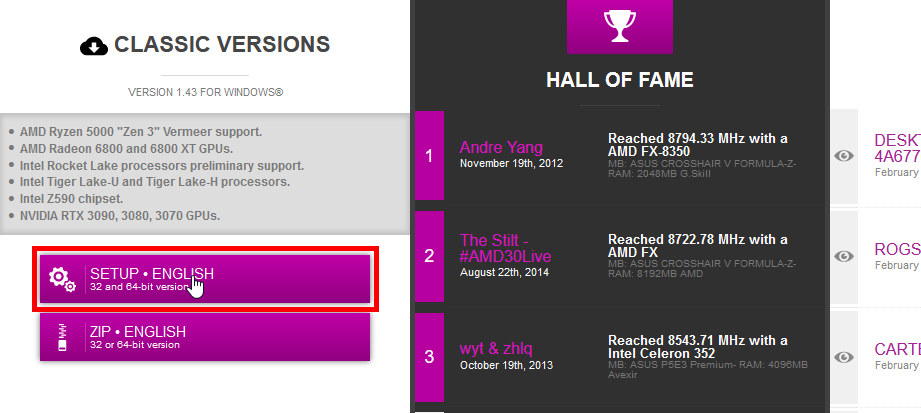 CLASSIC VERSIONS
VERSION 1.43 FOR WINDOWS®
AMD Ryzen 5000 "Zen 3" Vermeer support.
AMD Radeon 6800 and 6800 XT GPUs.
Intel Rocket Lake processors preliminary support.
Intel Tiger Lake-U and Tiger Lake-H processors.
Intel Z590 chipset.
NVIDIA RTX 3090, 3080, 3070 GPUs.
SETUP • ENGLISH
32 and 64-bit version
ZIP • ENGLISH
32 or 64-bit version
HALL OF FAME
1
Andre Yang
November 19th, 2012
Reached 8794.33 MHz with a
AMD FX-8350
MB: ASUS CROSSHAIR V FORMULA-Z-
RAM: 2048MB G.Skill
2
The Stilt -
#AMD30Live
August 22th, 2014
Reached 8722.78 MHz with a
AMD FX
MB: ASUS CROSSHAIR V FORMULA-Z-
RAM: 8192MB AMD
3
wyt & zhlq
October 19th, 2013
Reached 8543.71 MHz with a
Intel Celeron 352
MB: ASUS P5E3 Premium- RAM: 4096MB
Avexir
DESKT
4A677
February
ROGS
February
CARTE
February